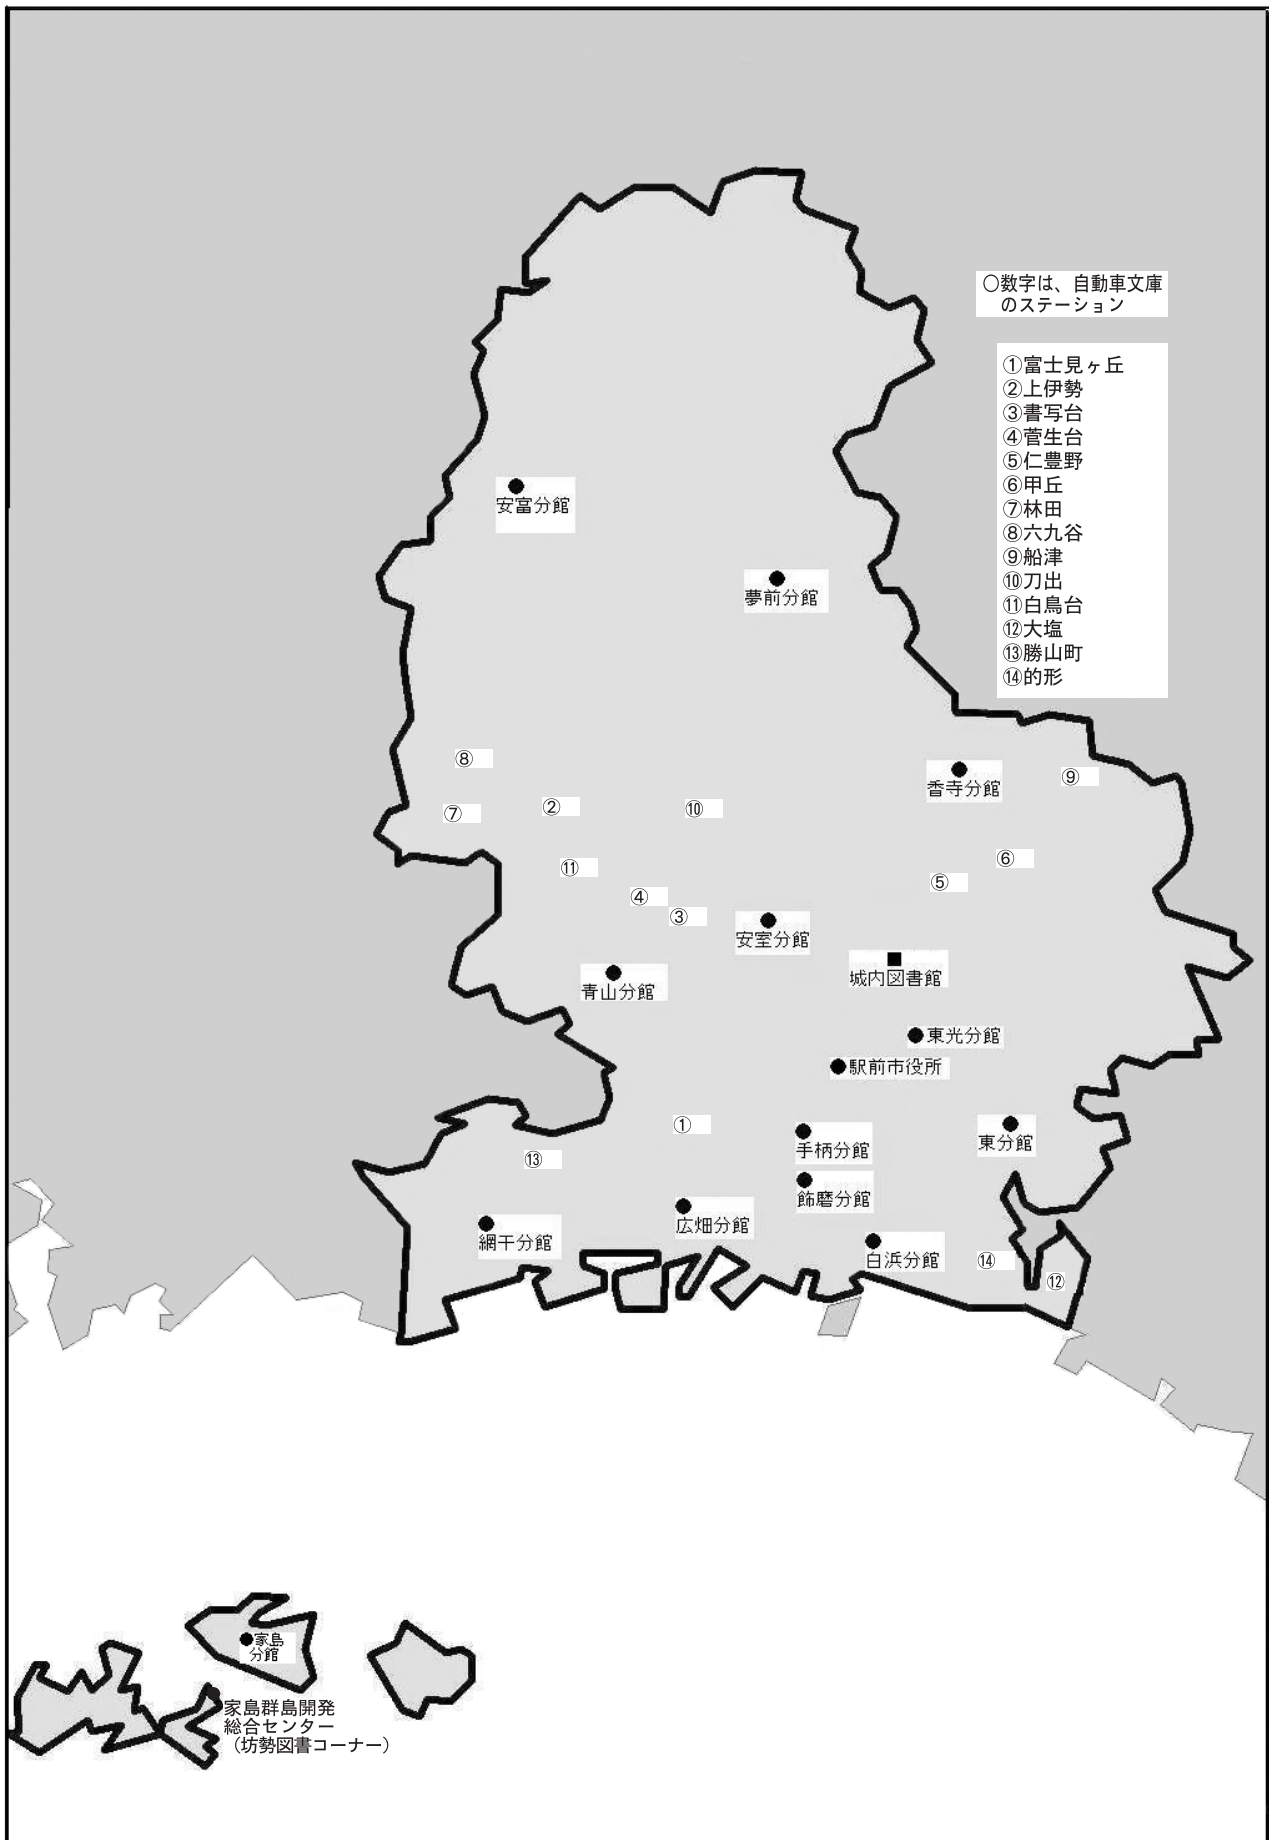 〇数字は、自動車文庫
のステーション
①富士見ヶ丘
②上伊勢
③書写台
④菅生台
⑤仁豊野
⑥甲丘
⑦林田
⑧六九谷
⑨船津
⑩刀出
⑪白鳥台
⑫大塩
⑬勝山町
⑭的形
安富分館
夢前分館
⑧
香寺分館
⑨
⑦
②
⑩
⑪
⑥
④
⑤
③
安室分館
城内図書館
青山分館
東光分館
駅前市役所
①
手柄分館
東分館
⑬
飾磨分館
広畑分館
網干分館
白浜分館
⑭
⑫
家島
分館
家島群島開発
総合センター
（坊勢図書コーナー）